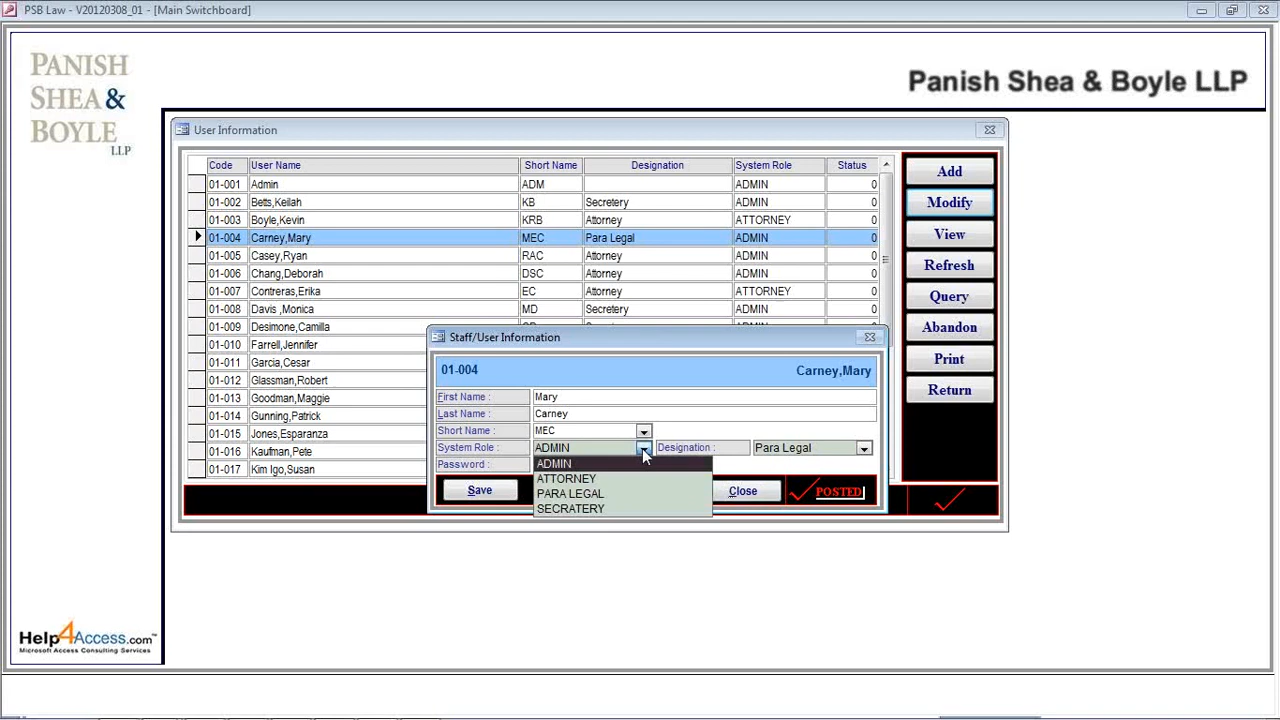 PSB Law - V20120308_01 - [Main Switchboard]
PANISH
SHEA &
BOYLE
LLP
Panish Shea & Boyle LLP
User Information
Code User Name Short Name Designation System Role Status
01-001 Admin ADM ADMIN 0
01-002 Betts,Keilah KB Secretery ADMIN 0
01-003 Boyle,Kevin KRB Attorney ATTORNEY 0
01-004 Carney,Mary MEC Para Legal ADMIN 0
01-005 Casey,Ryan RAC Attorney ADMIN 0
01-006 Chang,Deborah DSC Attorney ADMIN 0
01-007 Contreras,Erika EC Attorney ATTORNEY 0
01-008 Davis ,Monica MD Secretery ADMIN 0
01-009 Desimone,Camilla
01-010 Farrell,Jennifer
01-011 Garcia,Cesar
01-012 Glassman,Robert
01-013 Goodman,Maggie
01-014 Gunning,Patrick
01-015 Jones,Esparanza
01-016 Kaufman,Pete
01-017 Kim Igo,Susan
Add
Modify
View
Refresh
Query
Abandon
Print
Return
Staff/User Information
01-004 Carney,Mary
First Name : Mary
Last Name : Carney
Short Name : MEC
System Role : ADMIN Designation : Para Legal
Password :
ADMIN
ATTORNEY
PARA LEGAL
SECRATERY
Save Close POSTED
Help4Access.com™
Microsoft Access Consulting Services